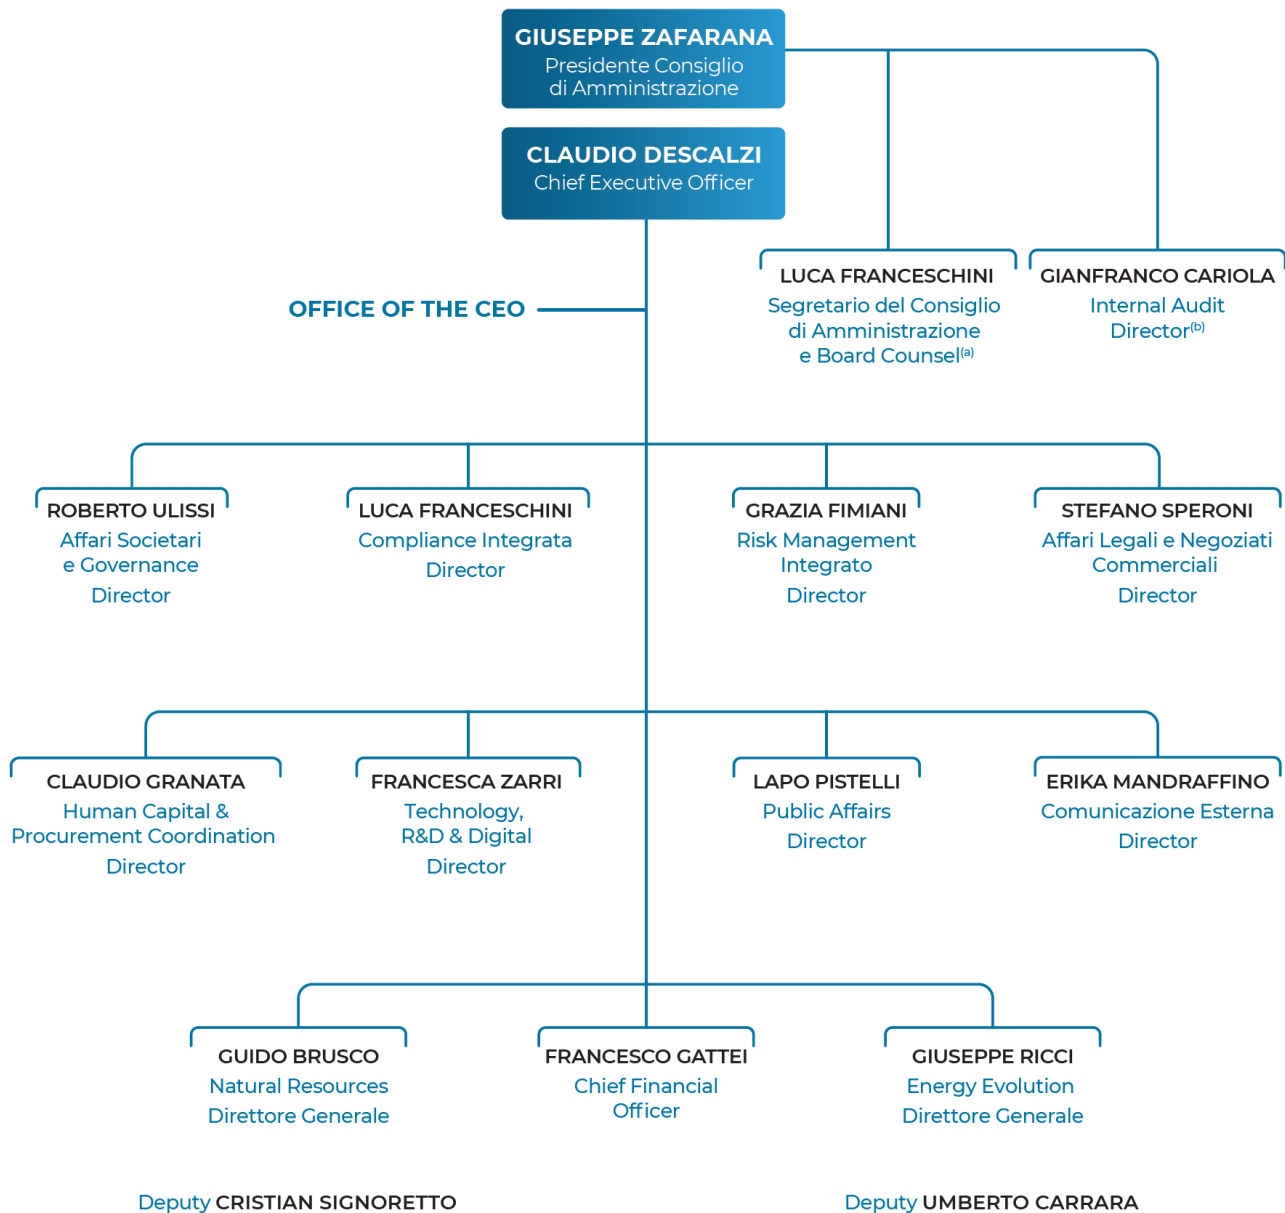 GIUSEPPE ZAFARANA
Presidente Consiglio
di Amministrazione
CLAUDIO DESCALZI
Chief Executive Officer
OFFICE OF THE CEO
LUCA FRANCESCHINI
Segretario del Consiglio
di Amministrazione
e Board Counsel(a)
GIANFRANCO CARIOLA
Internal Audit
Director(b)
ROBERTO ULISSI
Affari Societari
e Governance
Director
LUCA FRANCESCHINI
Compliance Integrata
Director
GRAZIA FIMIANI
Risk Management
Integrato
Director
STEFANO SPERONI
Affari Legali e Negoziati
Commerciali
Director
CLAUDIO GRANATA
Human Capital &
Procurement Coordination
Director
FRANCESCA ZARRI
Technology,
R&D & Digital
Director
LAPO PISTELLI
Public Affairs
Director
ERIKA MANDRAFFINO
Comunicazione Esterna
Director
GUIDO BRUSCO
Natural Resources
Direttore Generale
FRANCESCO GATTEI
Chief Financial
Officer
GIUSEPPE RICCI
Energy Evolution
Direttore Generale
Deputy CRISTIAN SIGNORETTO
Deputy UMBERTO CARRARA